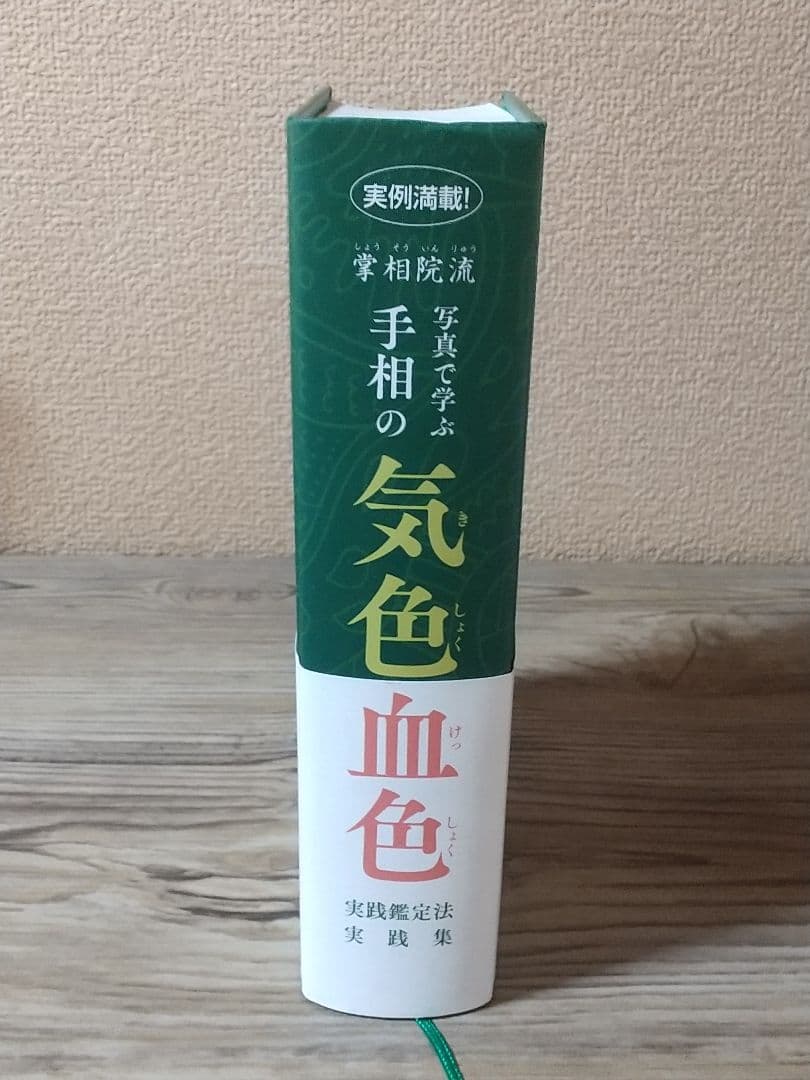 実例満載!
しょうそういんりゅう
掌相院流
写真で学ぶ
手相の
気色
きしょく
血色
けっしょく
実践鑑定法
実践集